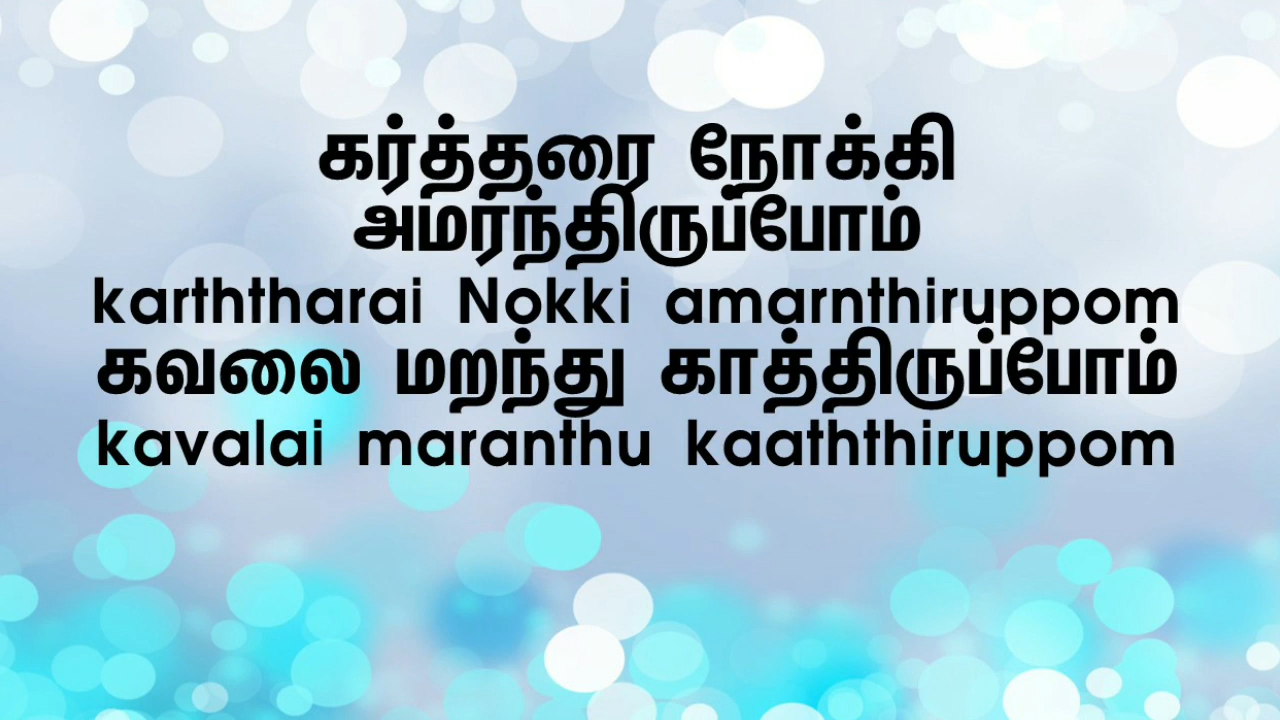 கர்த்தரை நோக்கி
அமர்ந்திருப்போம்
karththarai Nokki amarnthiruppom
கவலை மறந்து காத்திருப்போம்
kavalai maranthu kaaththiruppom